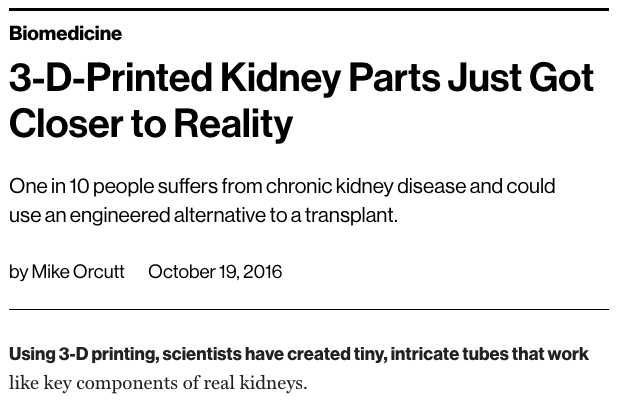 Biomedicine
3-D-Printed Kidney Parts Just Got
Closer to Reality
One in 10 people suffers from chronic kidney disease and could
use an engineered alternative to a transplant.
by Mike Orcutt October 19, 2016
Using 3-D printing, scientists have created tiny, intricate tubes that work
like key components of real kidneys.